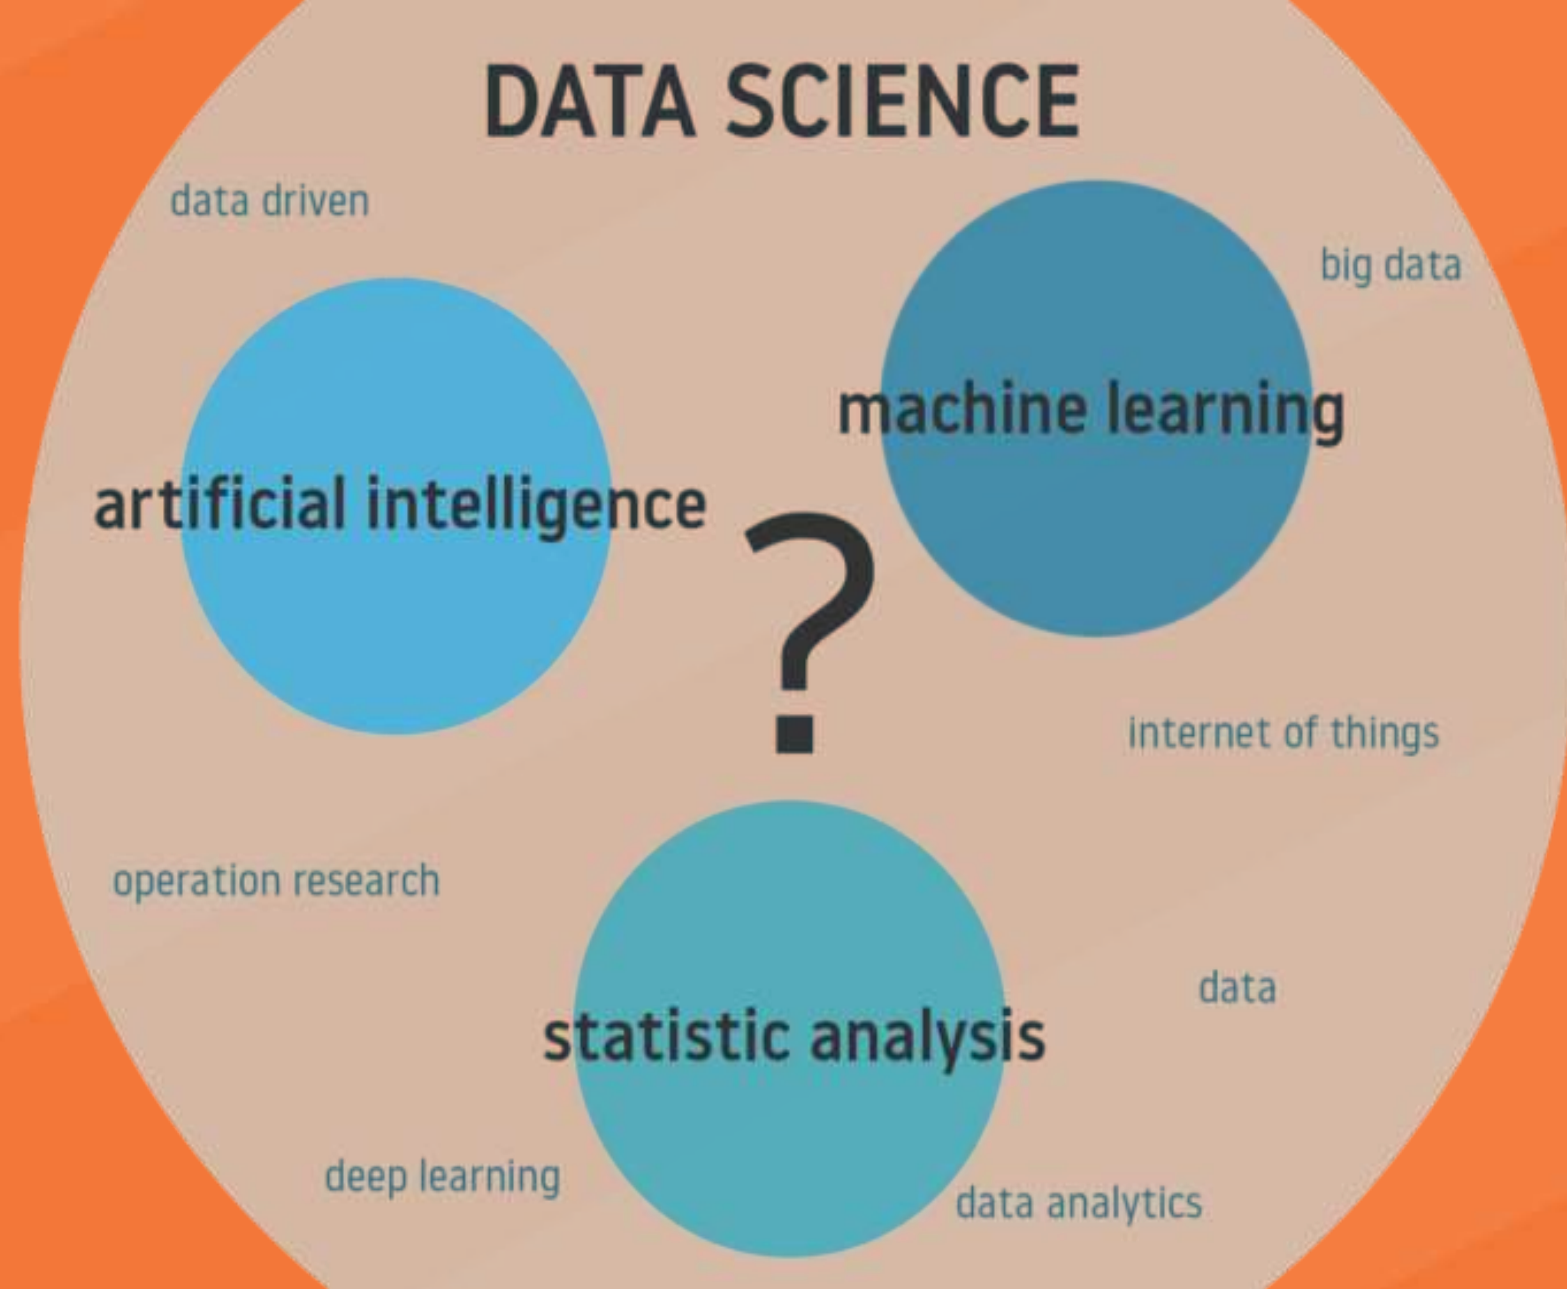 DATA SCIENCE
data driven
big data
machine learning
artificial intelligence
?
internet of things
operation research
data
statistic analysis
deep learning
data analytics